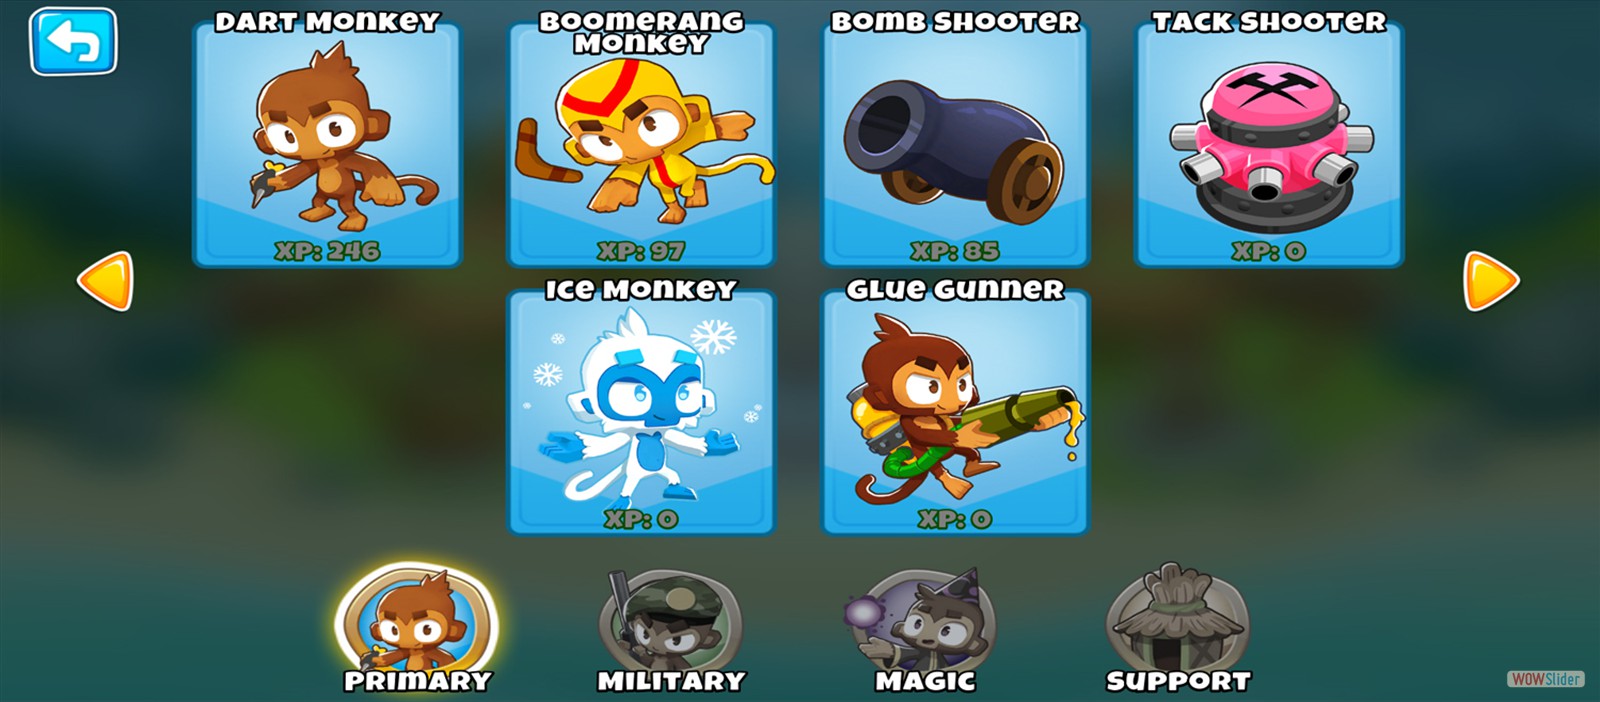 Dart Monkey
Boomerang
Monkey
Bomb Shooter
Tack Shooter
XP: 246
XP: 97
XP: 85
XP: 0
Ice Monkey
Glue Gunner
XP: 0
XP: 0
Primary
Military
Magic
Support
WOWSlider